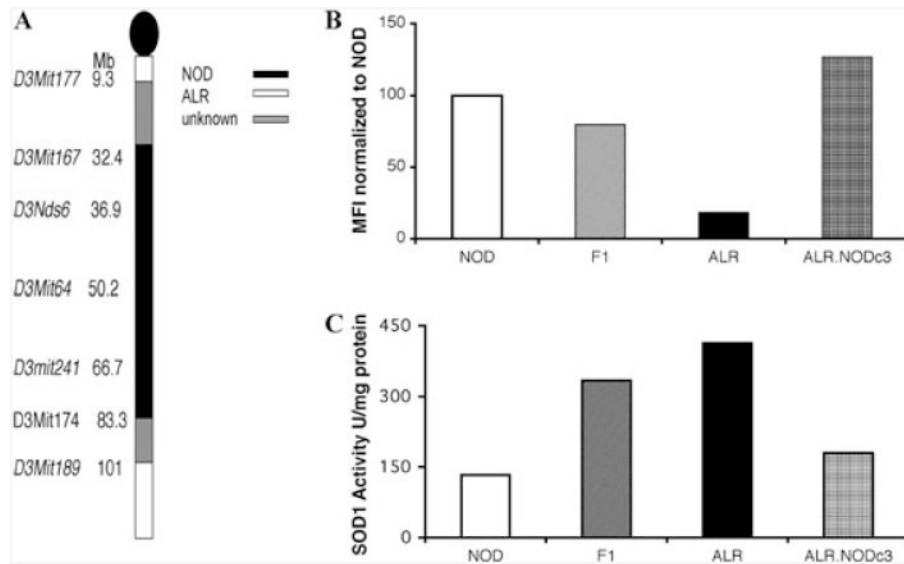 A
Mb
D3Mit177 9.3
D3Mit167 32.4
D3Nds6 36.9
D3Mit64 50.2
D3mit241 66.7
D3Mit174 83.3
D3Mit189 101
NOD
ALR
unknown
B
MFI normalized to NOD
150
100
50
0
NOD F1 ALR ALR.NODc3
C
SOD1 Activity U/mg protein
450
300
150
0
NOD F1 ALR ALR.NODc3